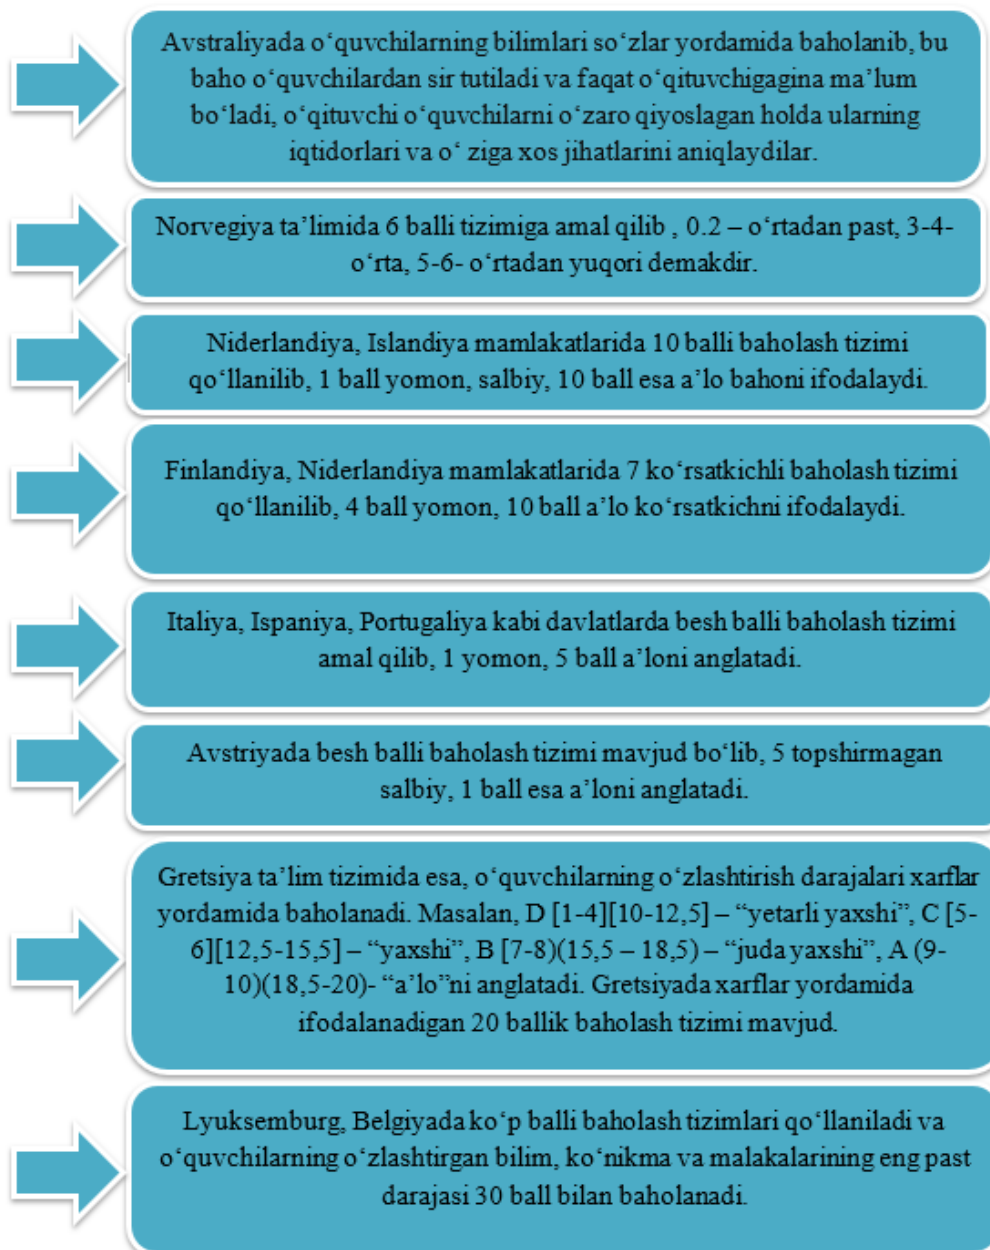 Avstraliyada o‘quvchilarning bilimlari so‘zlar yordamida baholanib, bu
baho o‘quvchilardan sir tutiladi va faqat o‘qituvchigagina ma’lum
bo‘ladi, o‘qituvchi o‘quvchilarni o‘zaro qiyoslagan holda ularning
iqtidorlari va o‘ ziga xos jihatlarini aniqlaydilar.
Norvegiya ta’limida 6 balli tizimiga amal qilib , 0.2 – o‘rtadan past, 3-4-
o‘rta, 5-6- o‘rtadan yuqori demakdir.
Niderlandiya, Islandiya mamlakatlarida 10 balli baholash tizimi
qo‘llanilib, 1 ball yomon, salbiy, 10 ball esa a’lo bahoni ifodalaydi.
Finlandiya, Niderlandiya mamlakatlarida 7 ko‘rsatkichli baholash tizimi
qo‘llanilib, 4 ball yomon, 10 ball a’lo ko‘rsatkichni ifodalaydi.
Italiya, Ispaniya, Portugaliya kabi davlatlarda besh balli baholash tizimi
amal qilib, 1 yomon, 5 ball a’loni anglatadi.
Avstriyada besh balli baholash tizimi mavjud bo‘lib, 5 topshirmagan
salbiy, 1 ball esa a’loni anglatadi.
Gretsiya ta’lim tizimida esa, o‘quvchilarning o‘zlashtirish darajalari xarflar
yordamida baholanadi. Masalan, D [1-4][10-12,5] – “yetarli yaxshi”, C [5-
6][12,5-15,5] – “yaxshi”, B [7-8)(15,5 – 18,5) – “juda yaxshi”, A (9-
10)(18,5-20)- “a’lo”ni anglatadi. Gretsiyada xarflar yordamida
ifodalanadigan 20 ballik baholash tizimi mavjud.
Lyuksemburg, Belgiyada ko‘p balli baholash tizimlari qo‘llaniladi va
o‘quvchilarning o‘zlashtirgan bilim, ko‘nikma va malakalarining eng past
darajasi 30 ball bilan baholanadi.